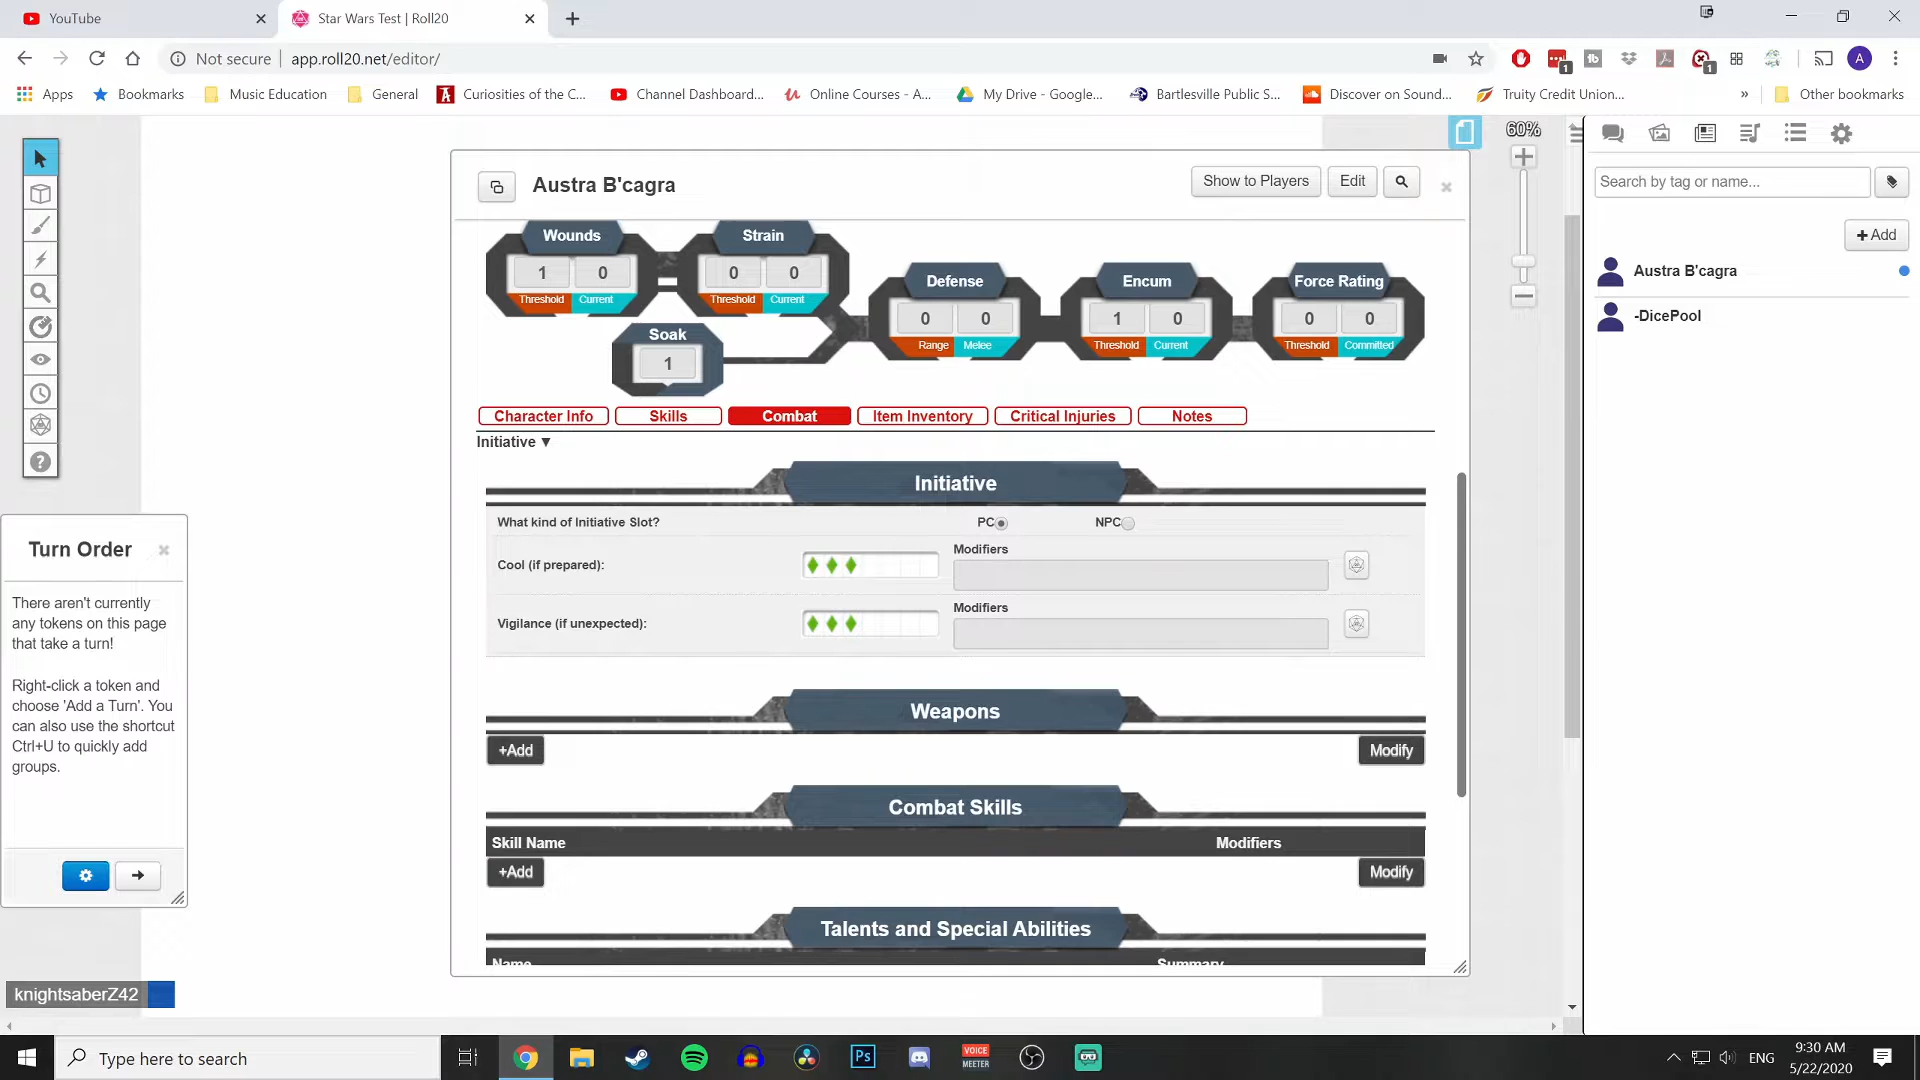 YouTube
Star Wars Test | Roll20
Not secure | app.roll20.net/editor/
1
1
A
Apps
Bookmarks
Music Education
General
Curiosities of the C...
Channel Dashboard...
Online Courses - A...
My Drive - Google...
Bartlesville Public S...
Discover on Sound...
Truity Credit Union...
»
Other bookmarks
60%
Austra B'cagra
Show to Players
Edit
Search by tag or name...
+Add
Austra B'cagra
-DicePool
Wounds
Strain
1 0
0 0
Threshold Current
Threshold Current
Defense
Encum
Force Rating
0 0
1 0
0 0
Range Melee
Threshold Current
Threshold Committed
Soak
1
Character Info
Skills
Combat
Item Inventory
Critical Injuries
Notes
Initiative ▼
Initiative
What kind of Initiative Slot?
PC
NPC
Cool (if prepared):
Modifiers
Vigilance (if unexpected):
Modifiers
Weapons
+Add
Modify
Combat Skills
Skill Name
Modifiers
+Add
Modify
Talents and Special Abilities
Name
Summary
Turn Order
There aren't currently
any tokens on this page
that take a turn!
Right-click a token and
choose 'Add a Turn'. You
can also use the shortcut
Ctrl+U to quickly add
groups.
knightsaberZ42
Type here to search
Ps
VOICE
MEETER
ENG
9:30 AM
5/22/2020